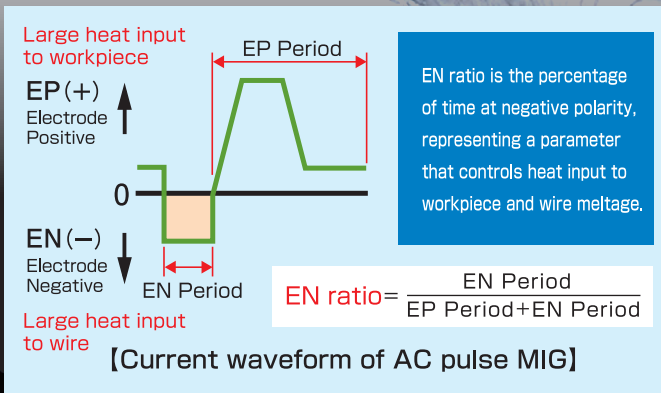 Large heat input
to workpiece
EP(+)
Electrode
Positive
EP Period
0
EN(−)
Electrode
Negative
EN Period
Large heat input
to wire
EN ratio is the percentage
of time at negative polarity,
representing a parameter
that controls heat input to
workpiece and wire meltage.
EN ratio= EN Period
EP Period+EN Period
【Current waveform of AC pulse MIG】